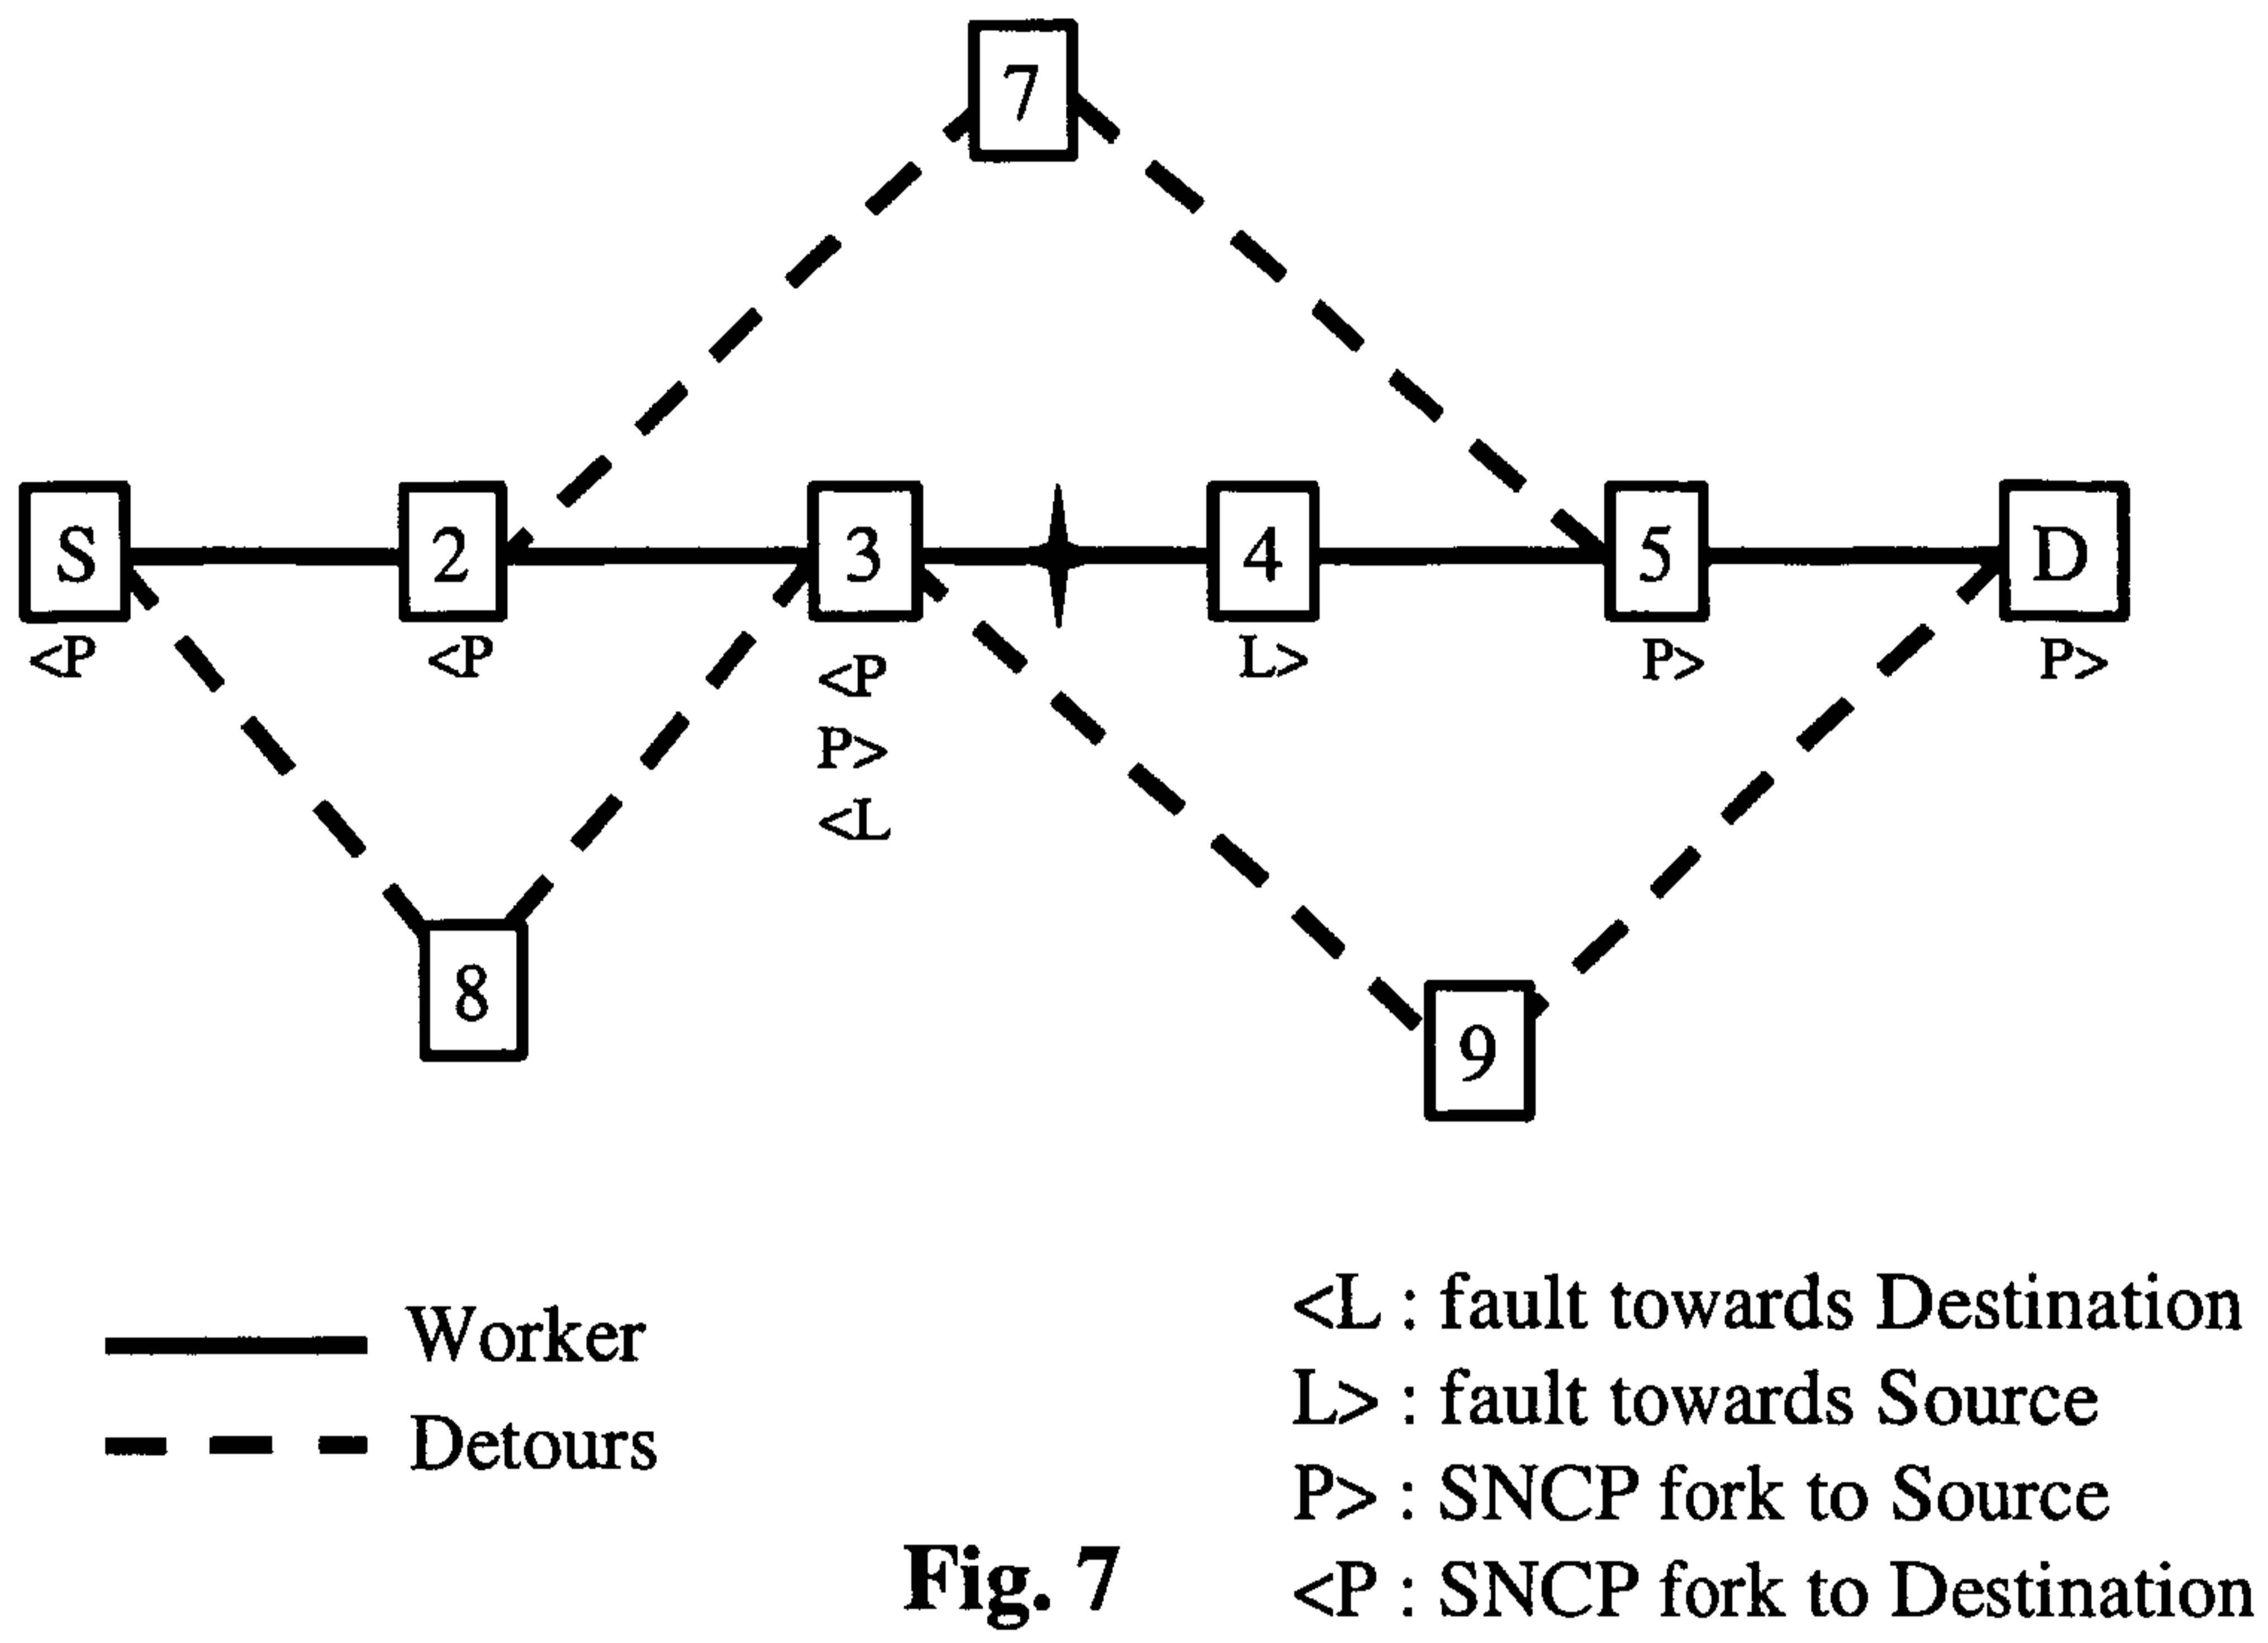 7
S 2 3 4 5 D
<P <P <P L> P> P>
P>
<L
8
9
Worker
Detours
<L : fault towards Destination
L> : fault towards Source
P> : SNCP fork to Source
<P : SNCP fork to Destination
Fig. 7